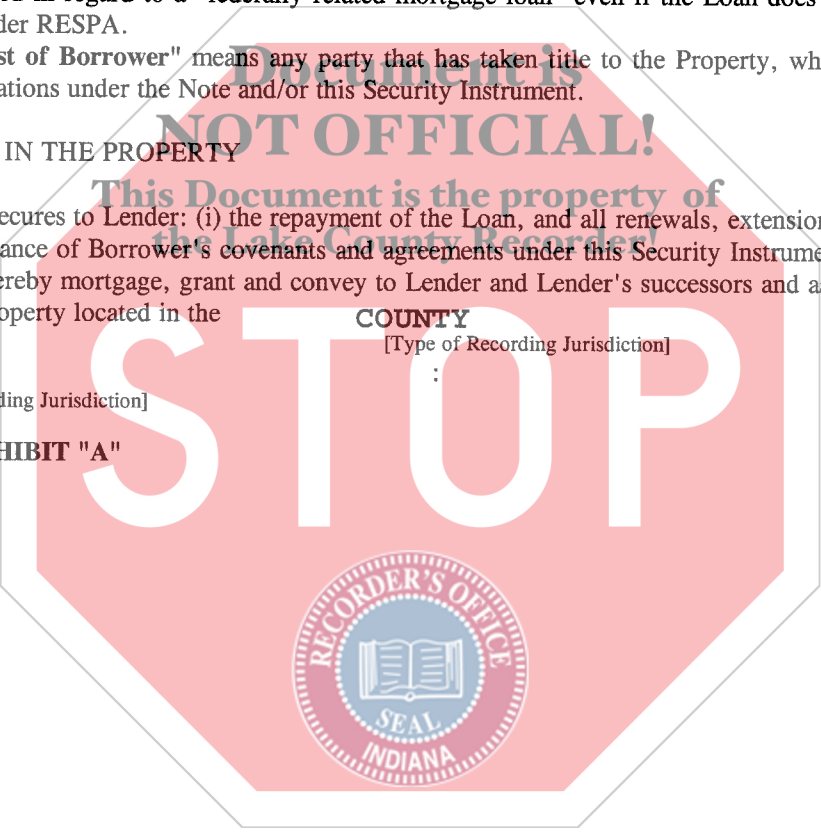 ed in regard to a "federally related mortgage loan" even if the Loan does
der RESPA.
st of Borrower" means any party that has taken title to the Property, wh
ations under the Note and/or this Security Instrument.
Document is
NOT OFFICIAL!
IN THE PROPERTY
This Document is the property of
the Lake County Recorder!
ecures to Lender: (i) the repayment of the Loan, and all renewals, extension
ance of Borrower's covenants and agreements under this Security Instrume
ereby mortgage, grant and convey to Lender and Lender's successors and a
operty located in the COUNTY
[Type of Recording Jurisdiction]
:
ding Jurisdiction]
HIBIT "A"
STOP
RECORDER'S OFFICE
SEAL
INDIANA